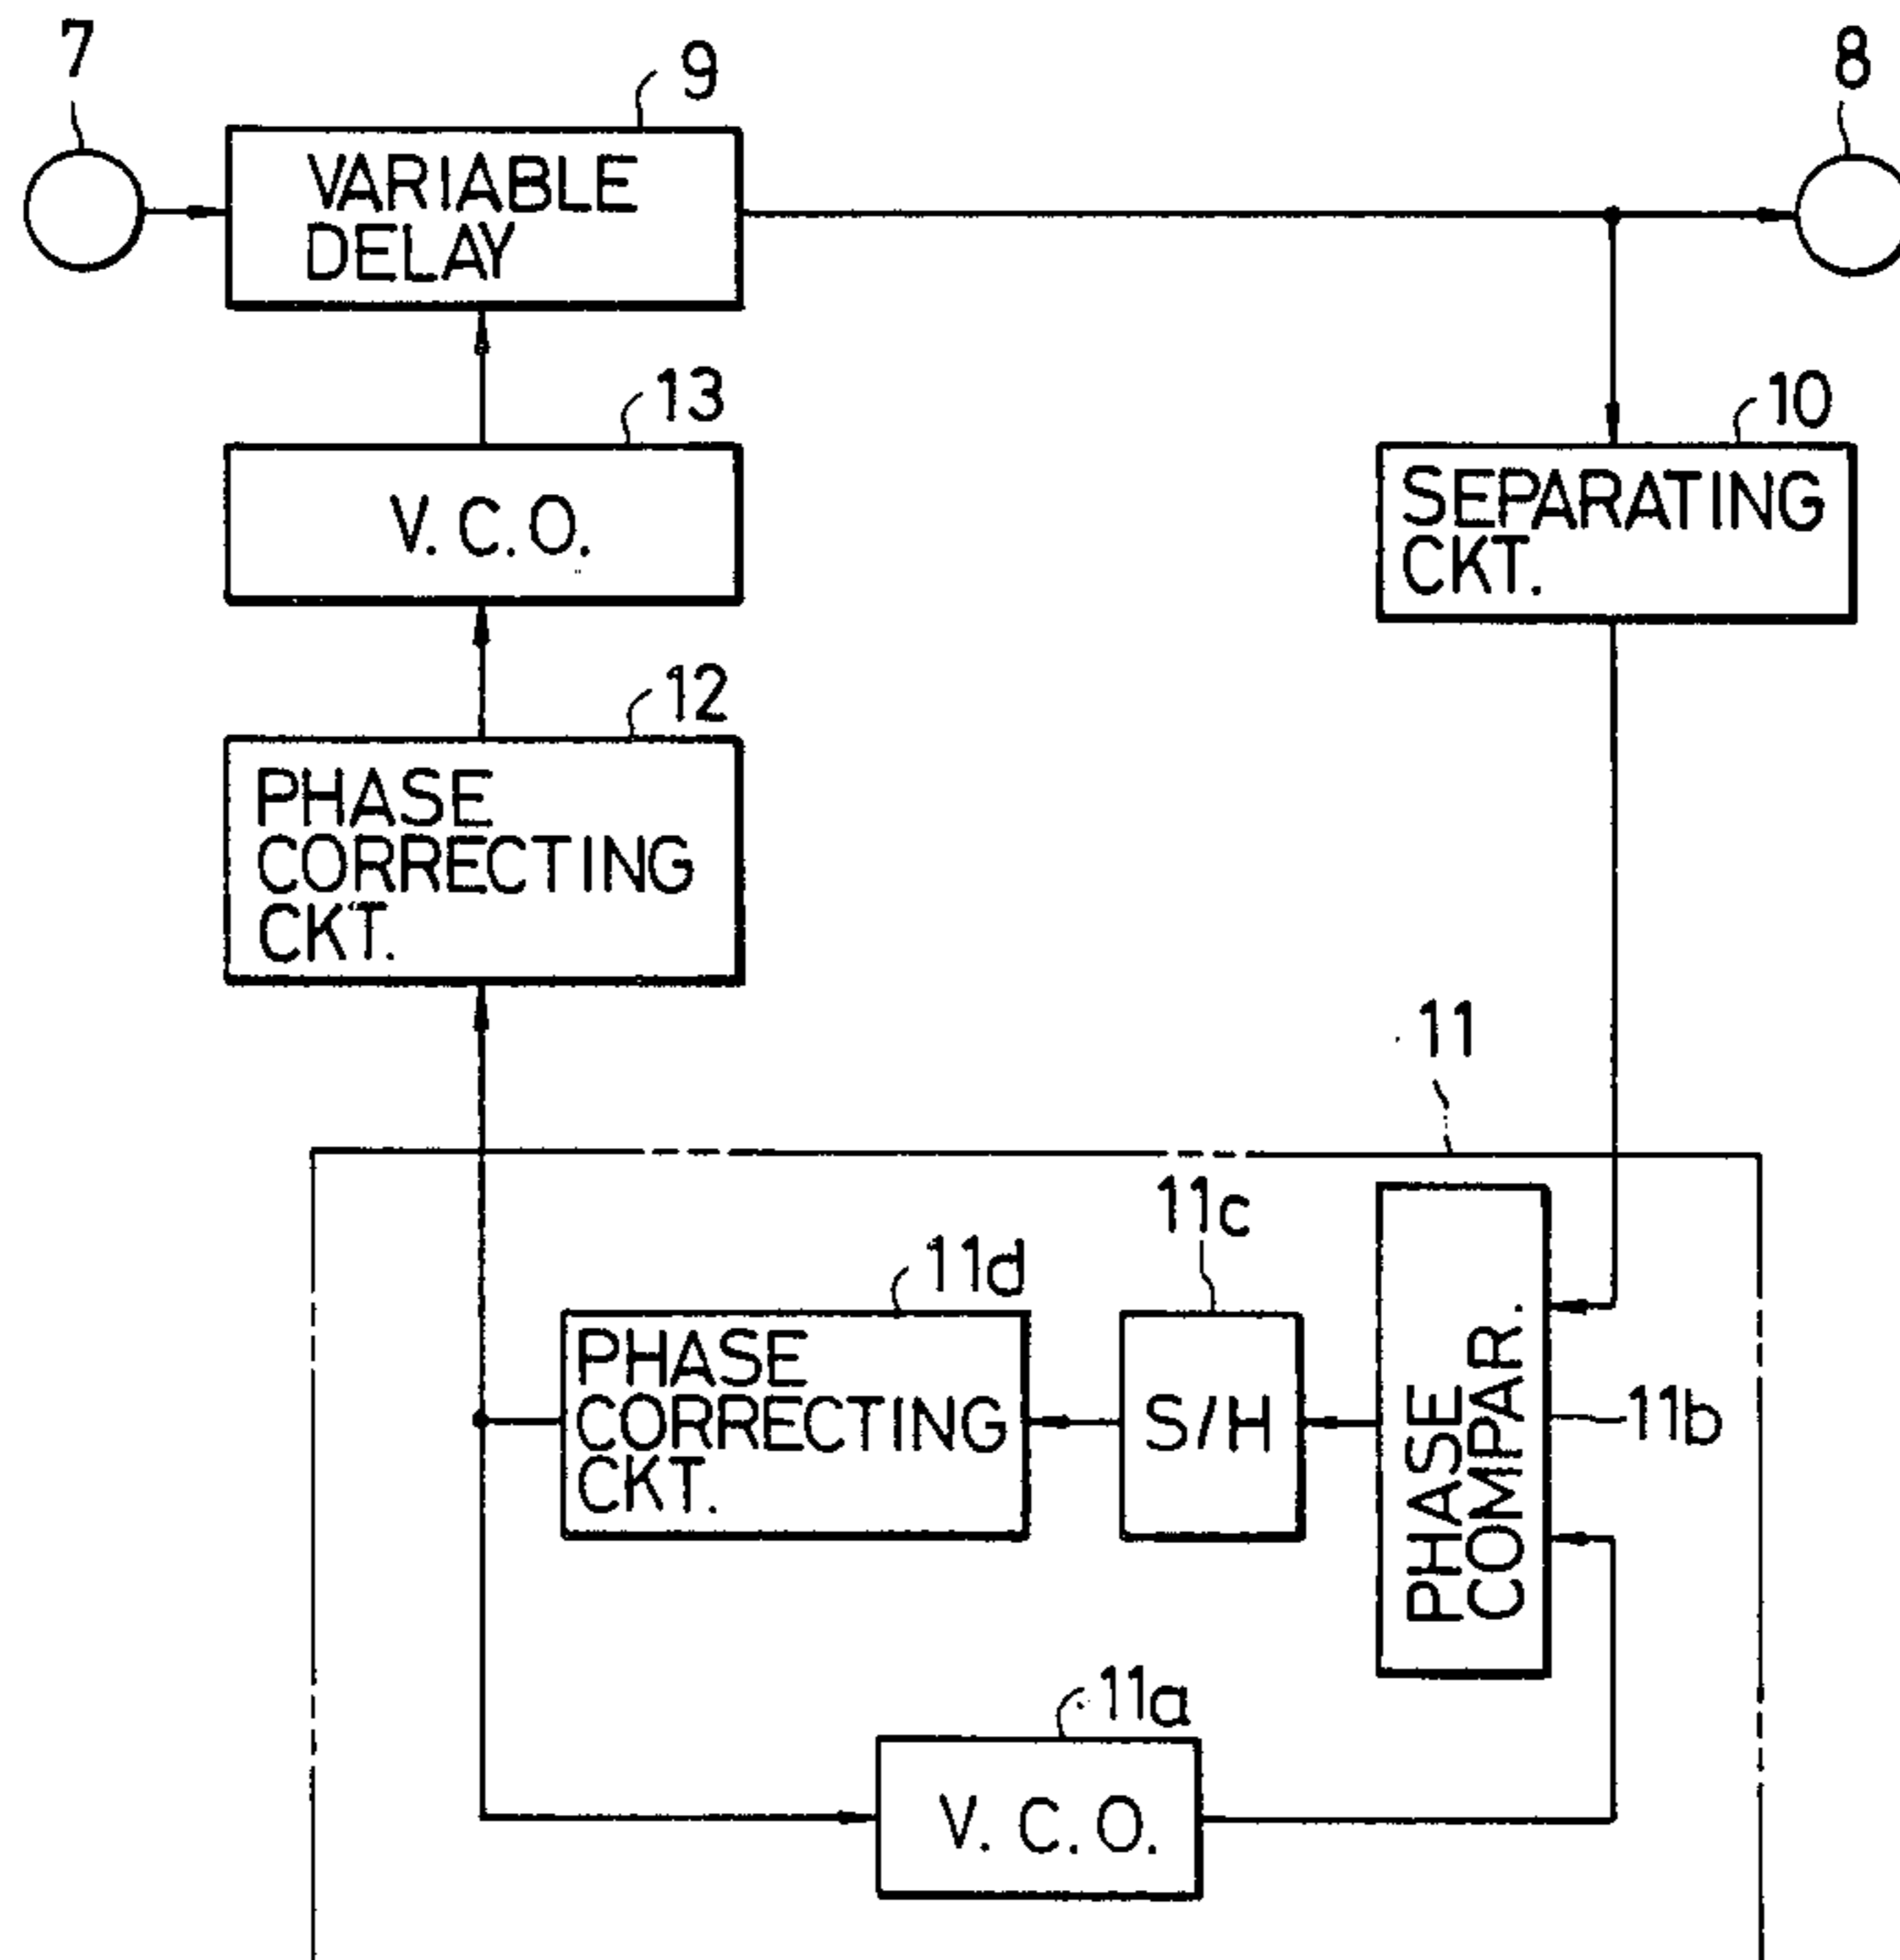 7
9
8
VARIABLE
DELAY
13
10
V.C.O.
SEPARATING
CKT.
12
PHASE
CORRECTING
CKT.
11
11c
11d
PHASE
CORRECTING
CKT.
S/H
PHASE
COMPAR.
11b
11a
V.C.O.